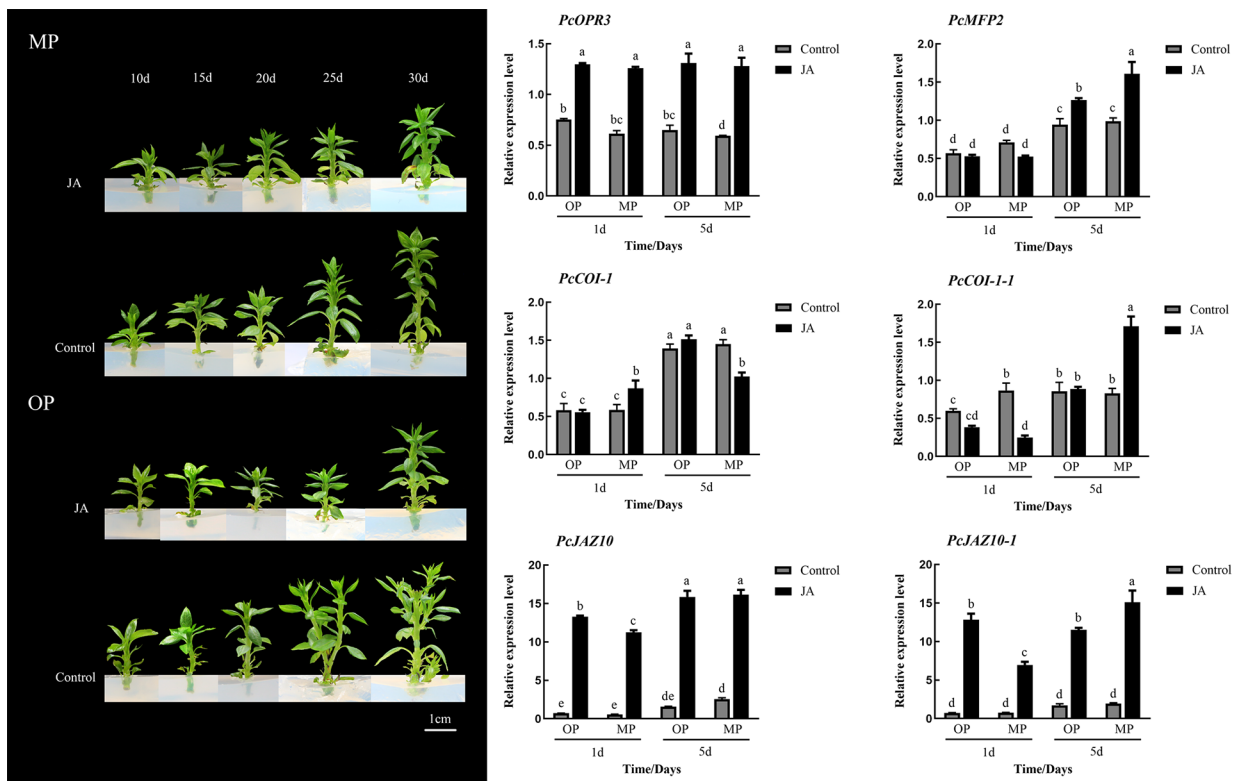 MP
10d 15d 20d 25d 30d
JA
Control
OP
JA
Control
1cm
PcOPR3
Relative expression level
1.5
1.0
0.5
0.0
b a bc a bc a d a
Control
JA
OP MP OP MP
1d 5d
Time/Days
PcMFP2
Relative expression level
2.0
1.5
1.0
0.5
0.0
d d d d c b c a
Control
JA
OP MP OP MP
1d 5d
Time/Days
PcCOI-1
Relative expression level
2.0
1.5
1.0
0.5
0.0
c c c b a a a b
Control
JA
OP MP OP MP
1d 5d
Time/Days
PcCOI-1-1
Relative expression level
2.0
1.5
1.0
0.5
0.0
c cd b d b b b a
Control
JA
OP MP OP MP
1d 5d
Time/Days
PcJAZ10
Relative expression level
20
15
10
5
0
e b e c de a d a
Control
JA
OP MP OP MP
1d 5d
Time/Days
PcJAZ10-1
Relative expression level
20
15
10
5
0
d b d c d b d a
Control
JA
OP MP OP MP
1d 5d
Time/Days